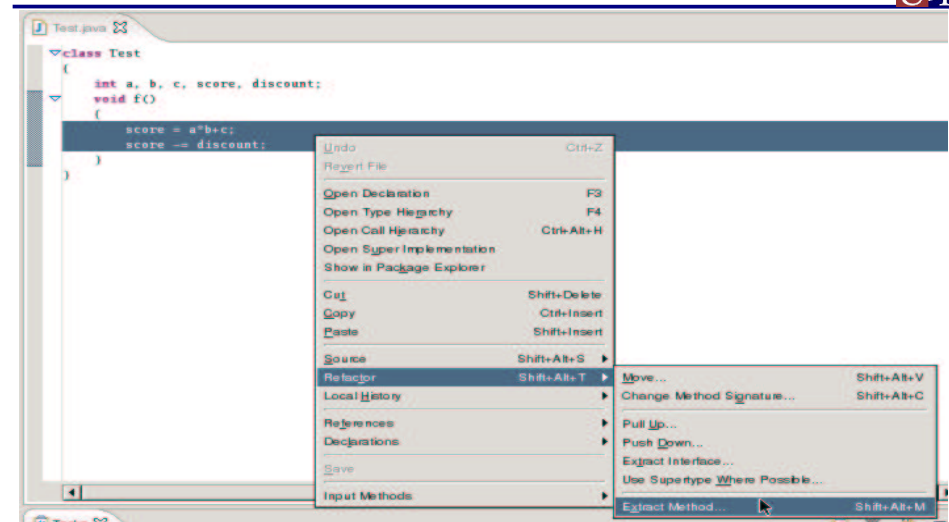 Test.java
class Test
{
int a, b, c, score, discount;
void f()
{
score = a*b+c;
score -= discount;
}
}
Undo Ctrl+Z
Revert File
Open Declaration F3
Open Type Hierarchy F4
Open Call Hierarchy Ctrl+Alt+H
Open Super Implementation
Show in Package Explorer
Cut Shift+Delete
Copy Ctrl+Insert
Paste Shift+Insert
Source Shift+Alt+S
Refactor Shift+Alt+T
Local History
References
Declarations
Save
Input Methods
Move... Shift+Alt+V
Change Method Signature... Shift+Alt+C
Pull Up...
Push Down...
Extract Interface...
Use Supertype Where Possible...
Extract Method... Shift+Alt+M